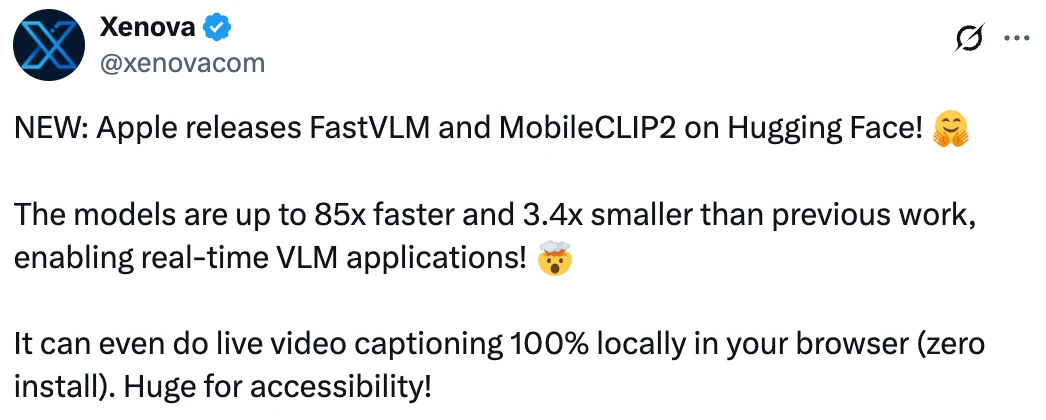 Xenova
@xenovacom
NEW: Apple releases FastVLM and MobileCLIP2 on Hugging Face! 🤗
The models are up to 85x faster and 3.4x smaller than previous work,
enabling real-time VLM applications! 🤯
It can even do live video captioning 100% locally in your browser (zero
install). Huge for accessibility!